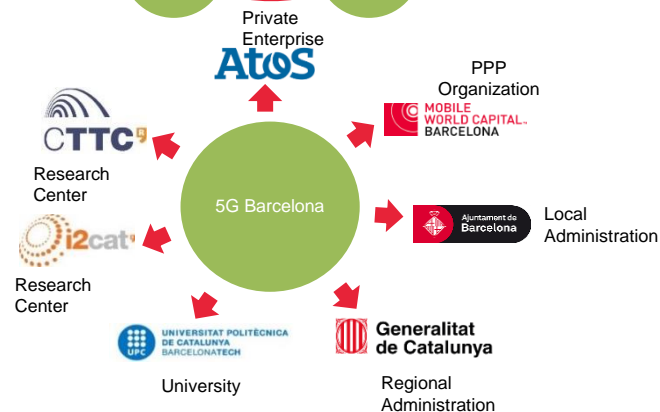 Private
Enterprise
Atos
PPP
Organization
MOBILE
WORLD CAPITAL™
BARCELONA
CTTC
Research
Center
5G Barcelona
Ajuntament de
Barcelona
Local
Administration
i2cat
Research
Center
UPC
UNIVERSITAT POLITÈCNICA
DE CATALUNYA
BARCELONATECH
University
Generalitat
de Catalunya
Regional
Administration